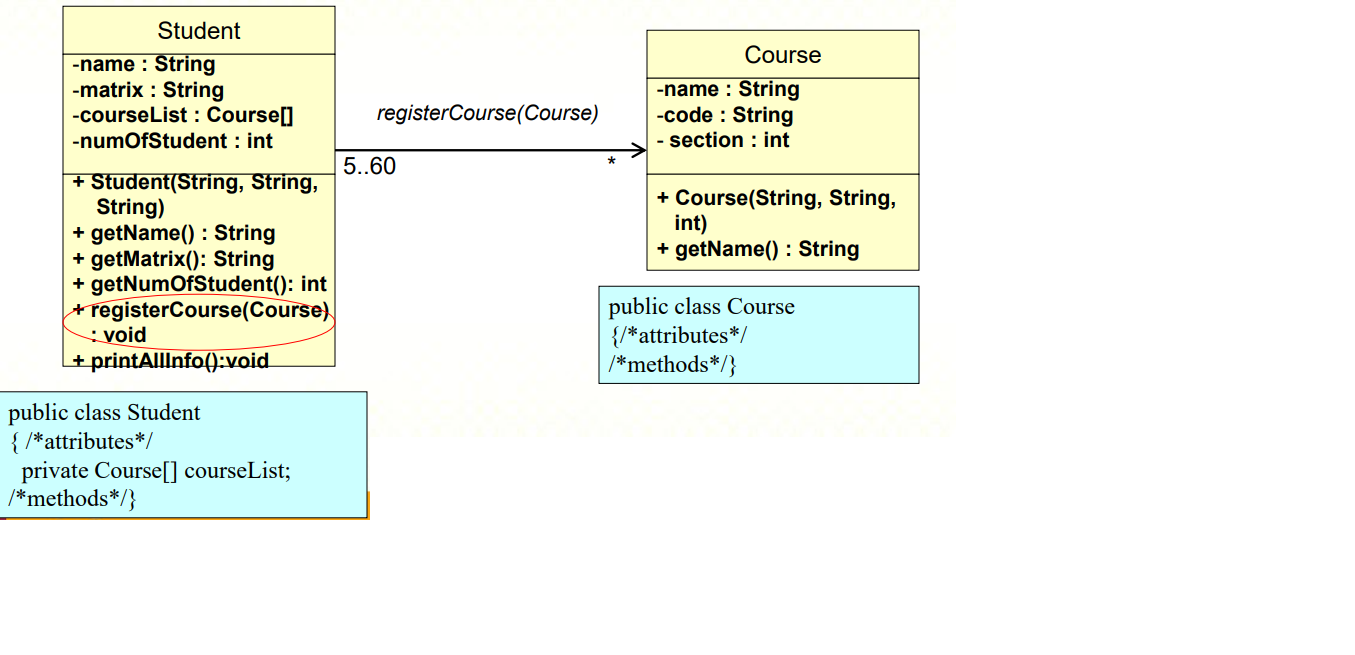 Student
-name : String
-matrix : String
-courseList : Course[]
-numOfStudent : int
+ Student(String, String,
String)
+ getName() : String
+ getMatrix(): String
+ getNumOfStudent(): int
+ registerCourse(Course)
: void
+ printAllInfo():void
registerCourse(Course)
5..60
*
Course
-name : String
-code : String
- section : int
+ Course(String, String,
int)
+ getName() : String
public class Course
{/*attributes*/
/*methods*/}
public class Student
{ /*attributes*/
private Course[] courseList;
/*methods*/}